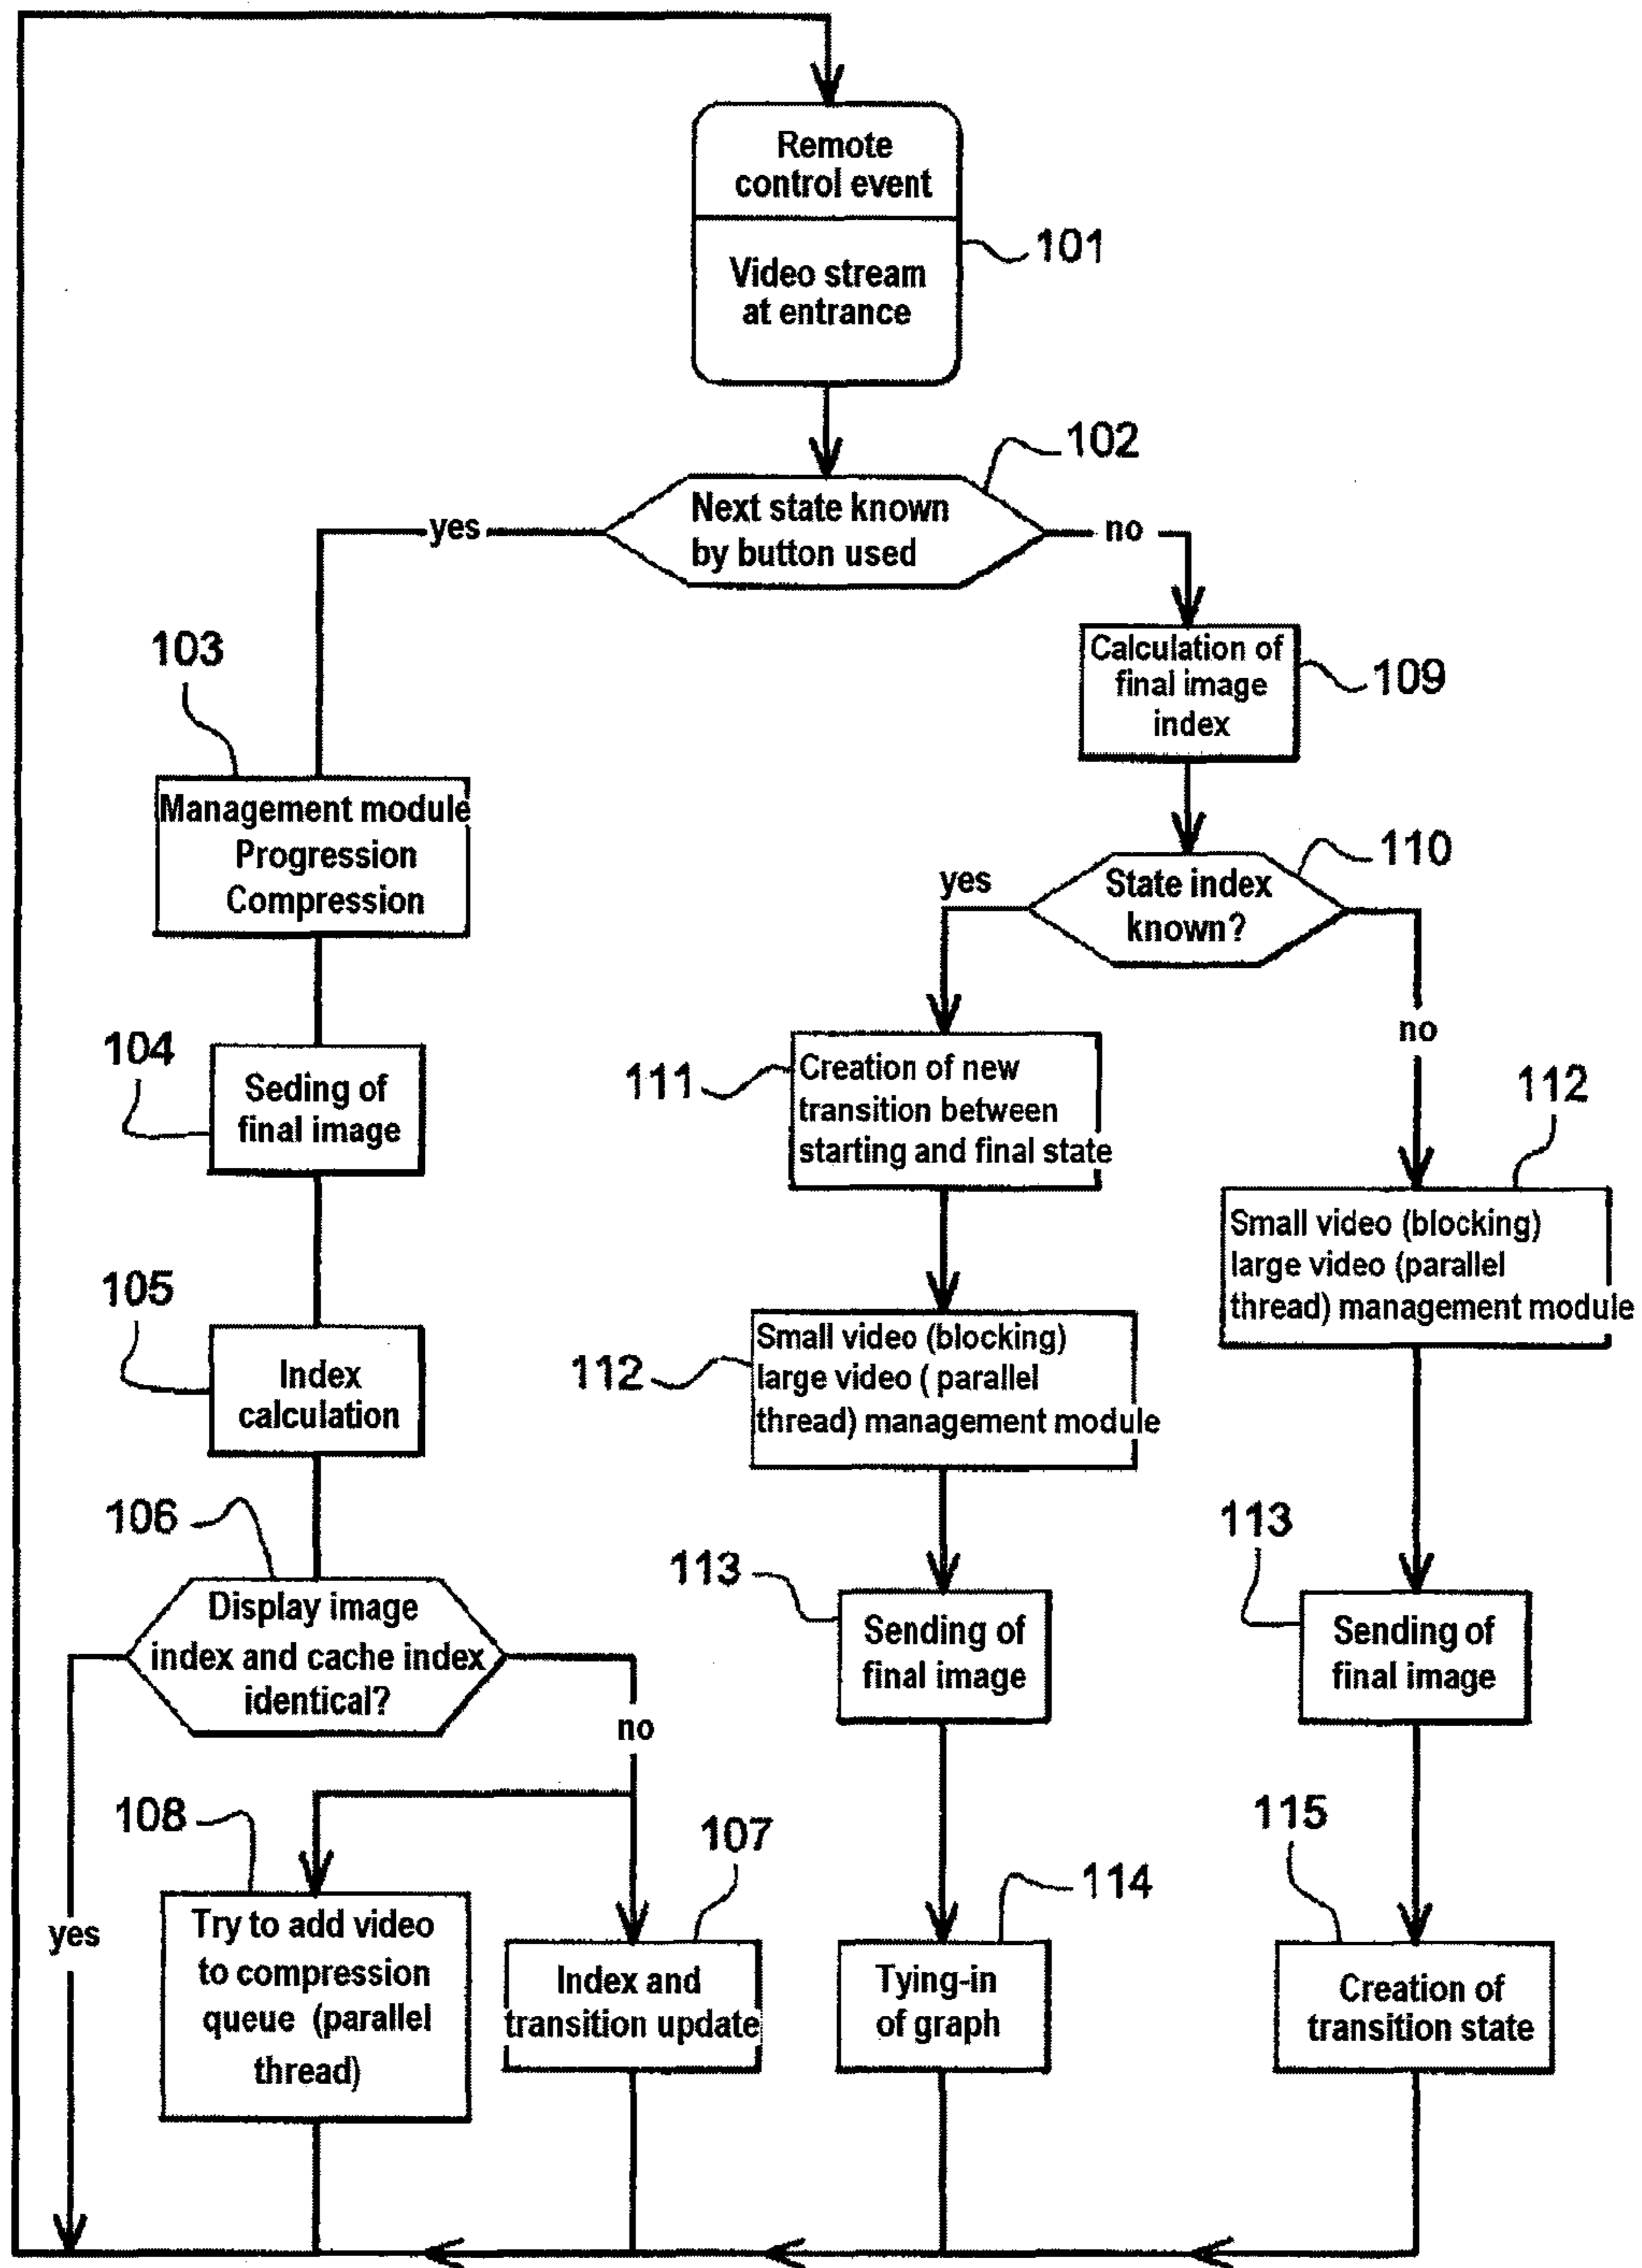 Remote
control event
Video stream
at entrance
101
102
Next state known
by button used
yes
no
103
Management module
Progression
Compression
Calculation of
final image
index
109
110
State index
known?
yes
no
104
Seding of
final image
111
Creation of new
transition between
starting and final state
112
Small video (blocking)
large video (parallel
thread) management module
105
Index
calculation
112
Small video (blocking)
large video ( parallel
thread) management module
106
Display image
index and cache index
identical?
yes
no
113
Sending of
final image
113
Sending of
final image
108
Try to add video
to compression
queue (parallel
thread)
107
Index and
transition update
114
Tying-in
of graph
115
Creation of
transition state